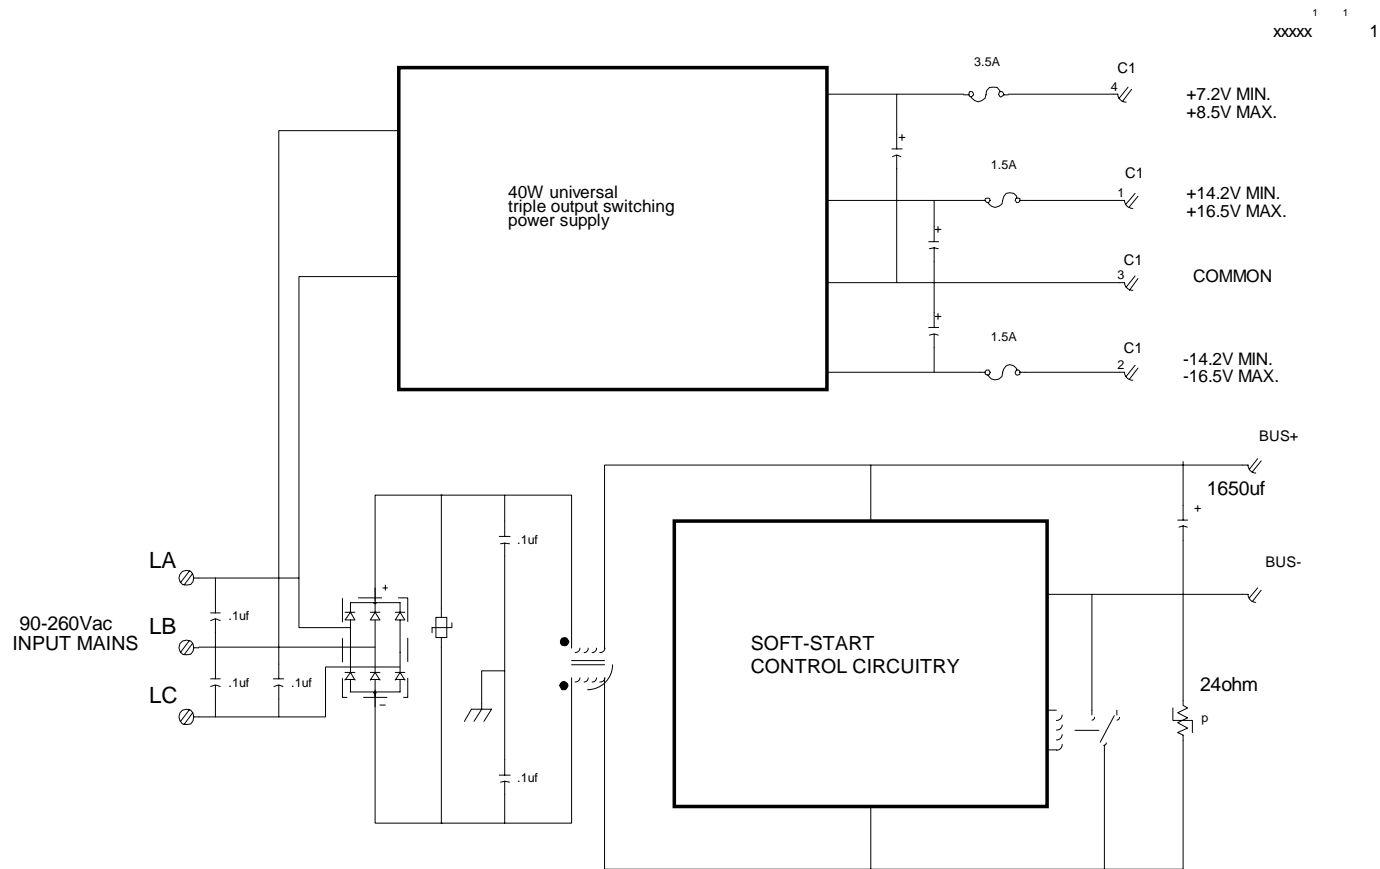 1 1
xxxxx 1
3.5A
C1
4
+7.2V MIN.
+8.5V MAX.
+
1.5A
C1
1
+14.2V MIN.
+16.5V MAX.
40W universal
triple output switching
power supply
+
C1
3
COMMON
+
1.5A
C1
2
-14.2V MIN.
-16.5V MAX.
BUS+
1650uf
+
.1uf
BUS-
LA
+
.1uf
90-260Vac
INPUT MAINS
LB
SOFT-START
CONTROL CIRCUITRY
.1uf
.1uf
LC
–
24ohm
p
.1uf